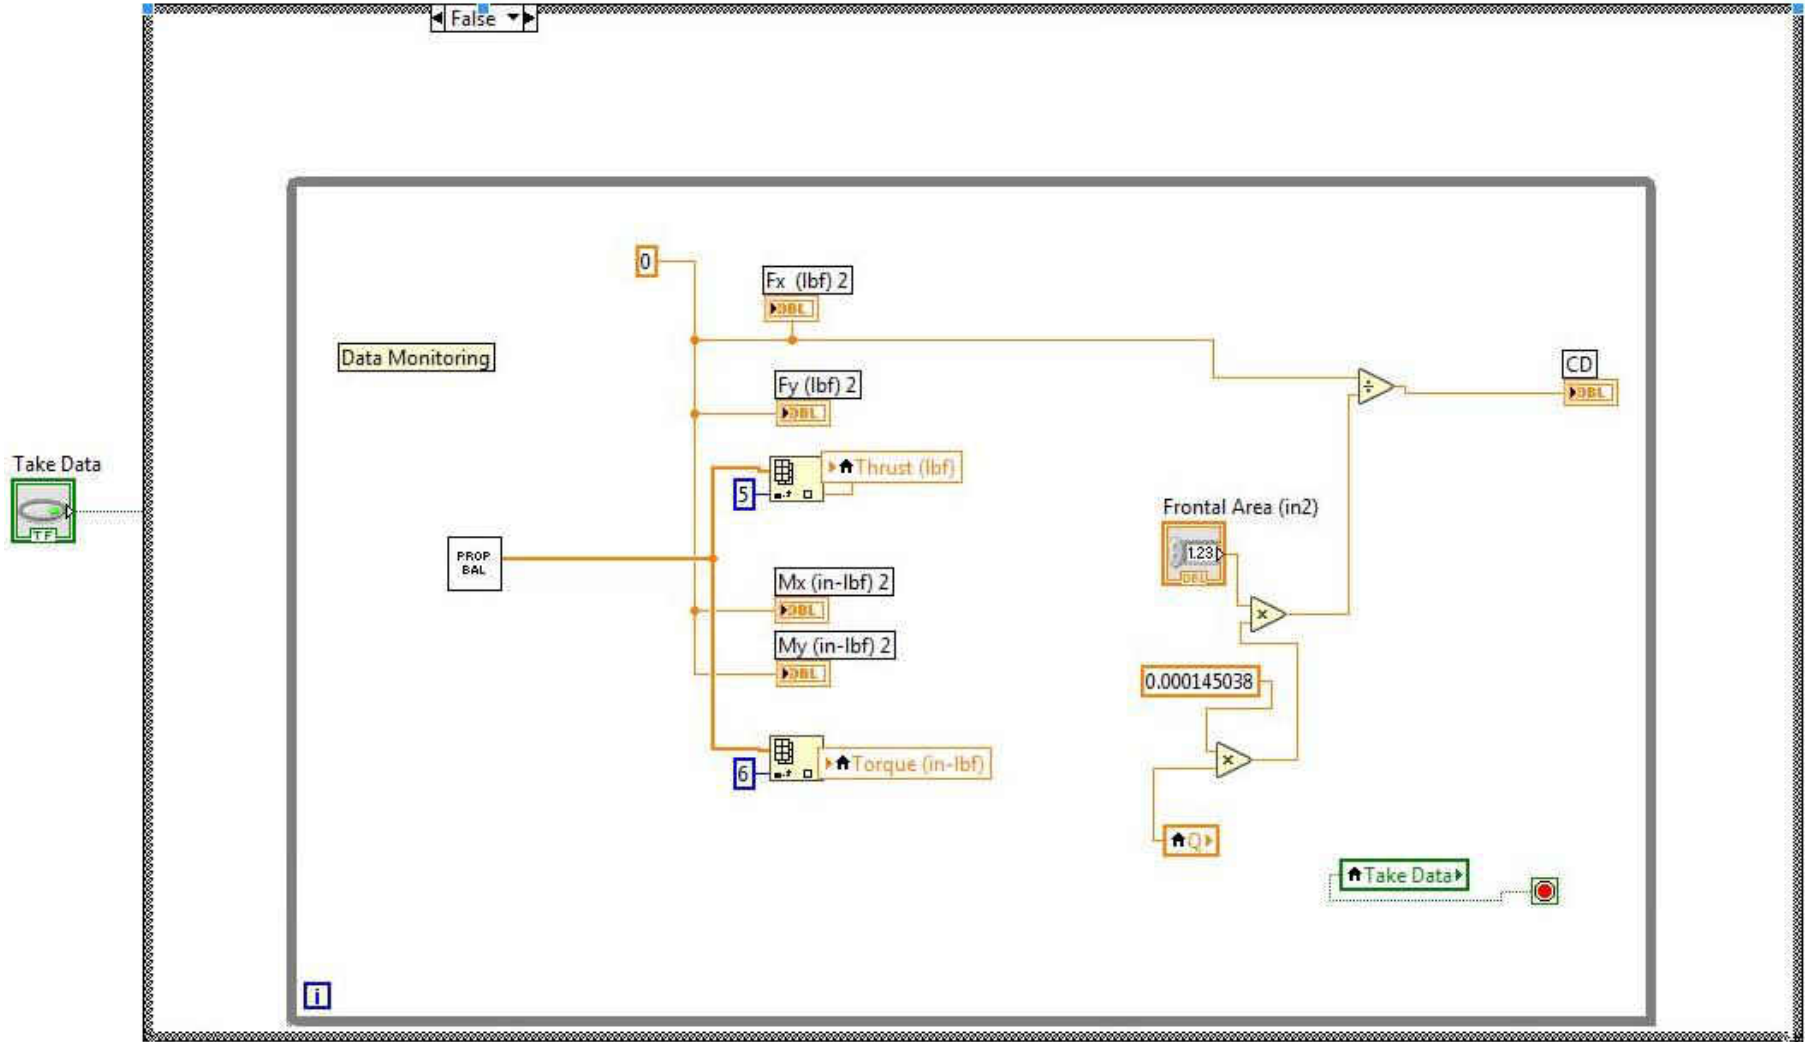 False
0
Fx (lbf) 2
DBL
Data Monitoring
CD
DBL
Fy (lbf) 2
DBL
Take Data
TF
Thrust (lbf)
5
Frontal Area (in2)
1.23
DBL
PROP
BAL
Mx (in-lbf) 2
DBL
My (in-lbf) 2
DBL
×
0.000145038
Torque (in-lbf)
6
×
Q
Take Data
i